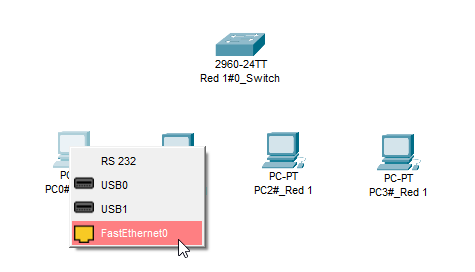 2960-24TT
Red 1#0_Switch
RS 232
USB0
USB1
FastEthernet0
PC0#
PC-PT
PC2#_Red 1
PC-PT
PC3#_Red 1